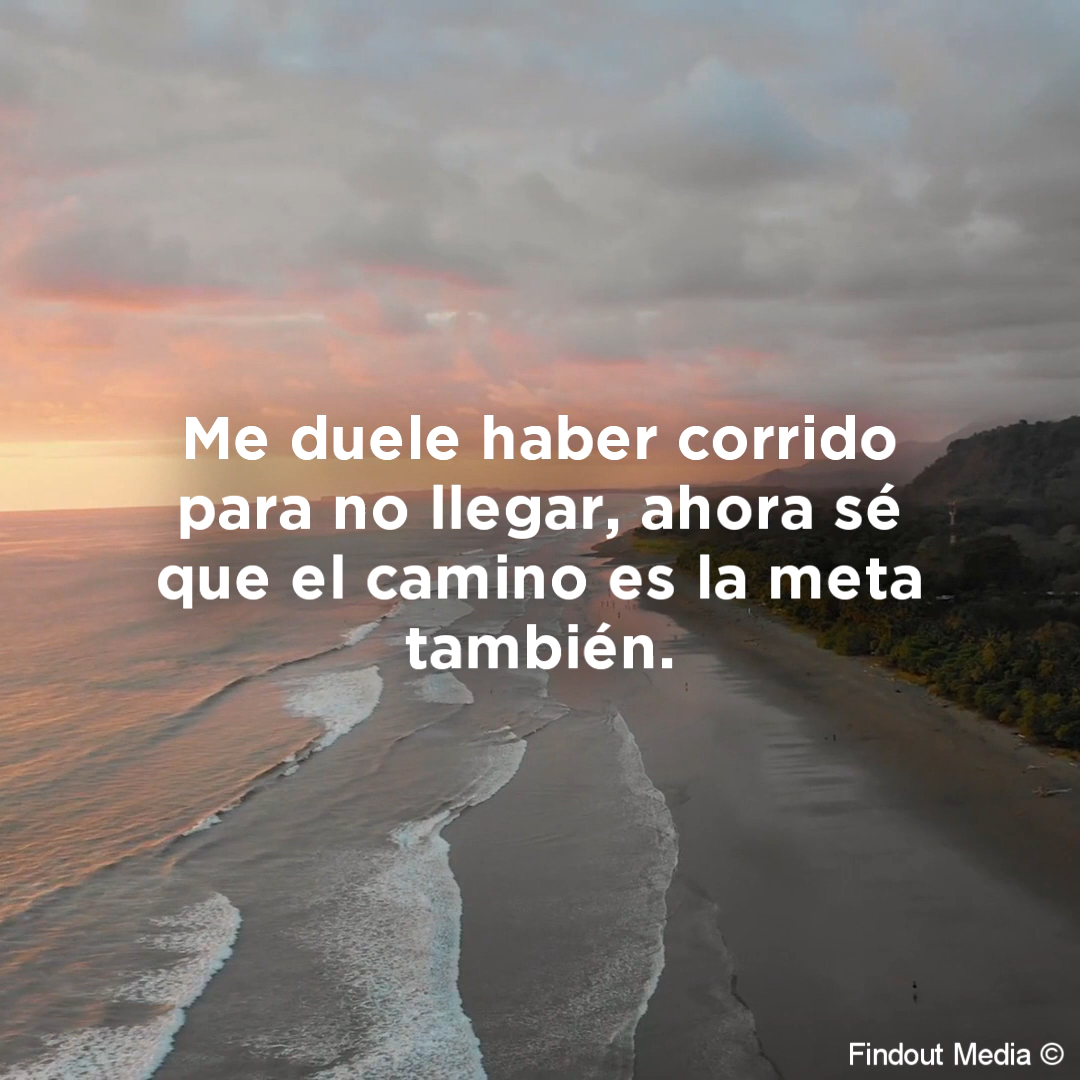 Me duele haber corrido
para no llegar, ahora sé
que el camino es la meta
también.
Findout Media ©